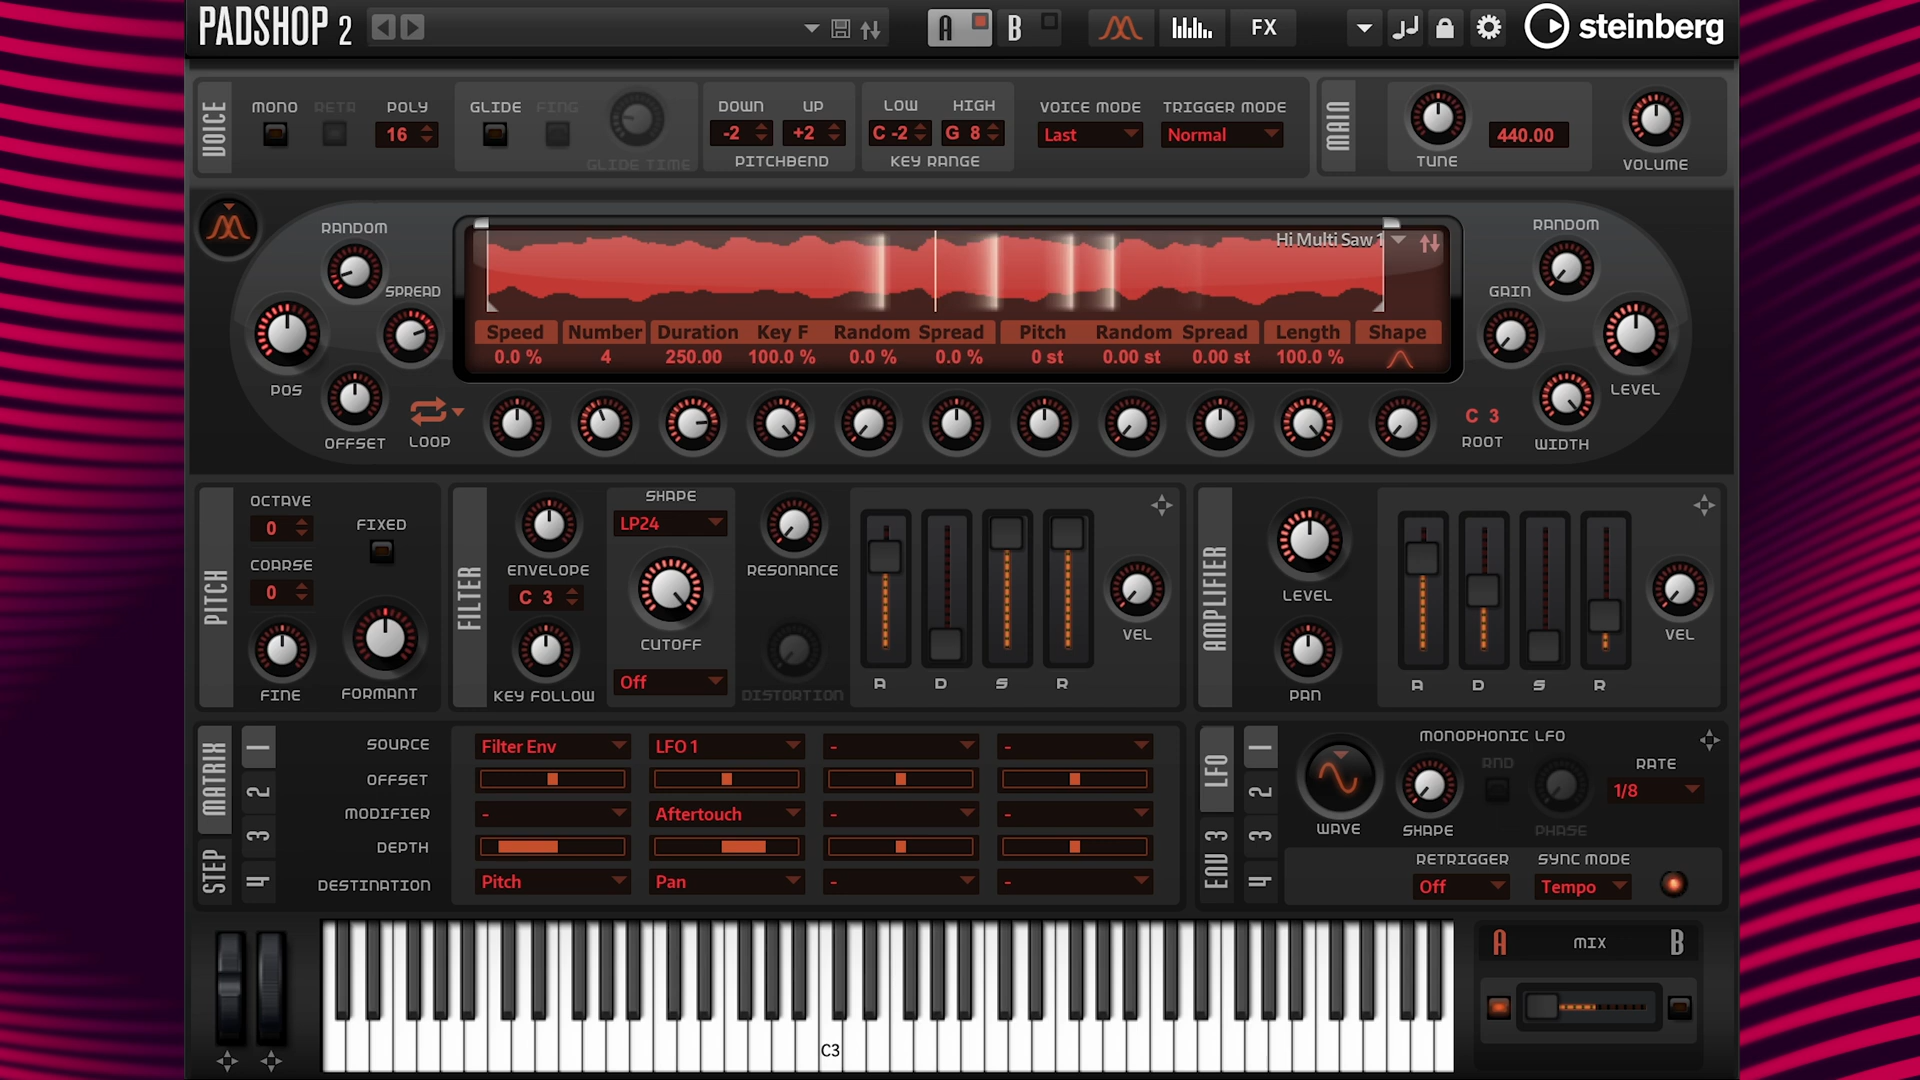 PADSHOP 2
A
B
FX
steinberg
VOICE
MONO
RETR
POLY
16
GLIDE
FING
GLIDE TIME
DOWN
UP
-2
+2
PITCHBEND
LOW
HIGH
C -2
G 8
KEY RANGE
VOICE MODE
TRIGGER MODE
Last
Normal
MAIN
TUNE
440.00
VOLUME
RANDOM
SPREAD
POS
OFFSET
LOOP
Hi Multi Saw 1
Speed Number Duration Key F Random Spread Pitch Random Spread Length Shape
0.0 % 4 250.00 100.0 % 0.0 % 0.0 % 0 st 0.00 st 0.00 st 100.0 %
C 3
ROOT
RANDOM
GAIN
LEVEL
WIDTH
PITCH
OCTAVE
0
COARSE
0
FINE
FIXED
FORMANT
FILTER
ENVELOPE
C 3
KEY FOLLOW
SHAPE
LP24
CUTOFF
Off
RESONANCE
DISTORTION
A D S R
VEL
AMPLIFIER
LEVEL
PAN
A D S R
VEL
MATRIX
STEP
1
2
3
4
SOURCE
Filter Env LFO 1 - -
OFFSET
MODIFIER
- Aftertouch - -
DEPTH
DESTINATION
Pitch Pan - -
LFO
ENV 3
1
2
3
4
MONOPHONIC LFO
WAVE
SHAPE
RND
PHASE
RATE
1/8
RETRIGGER
Off
SYNC MODE
Tempo
C3
A MIX B